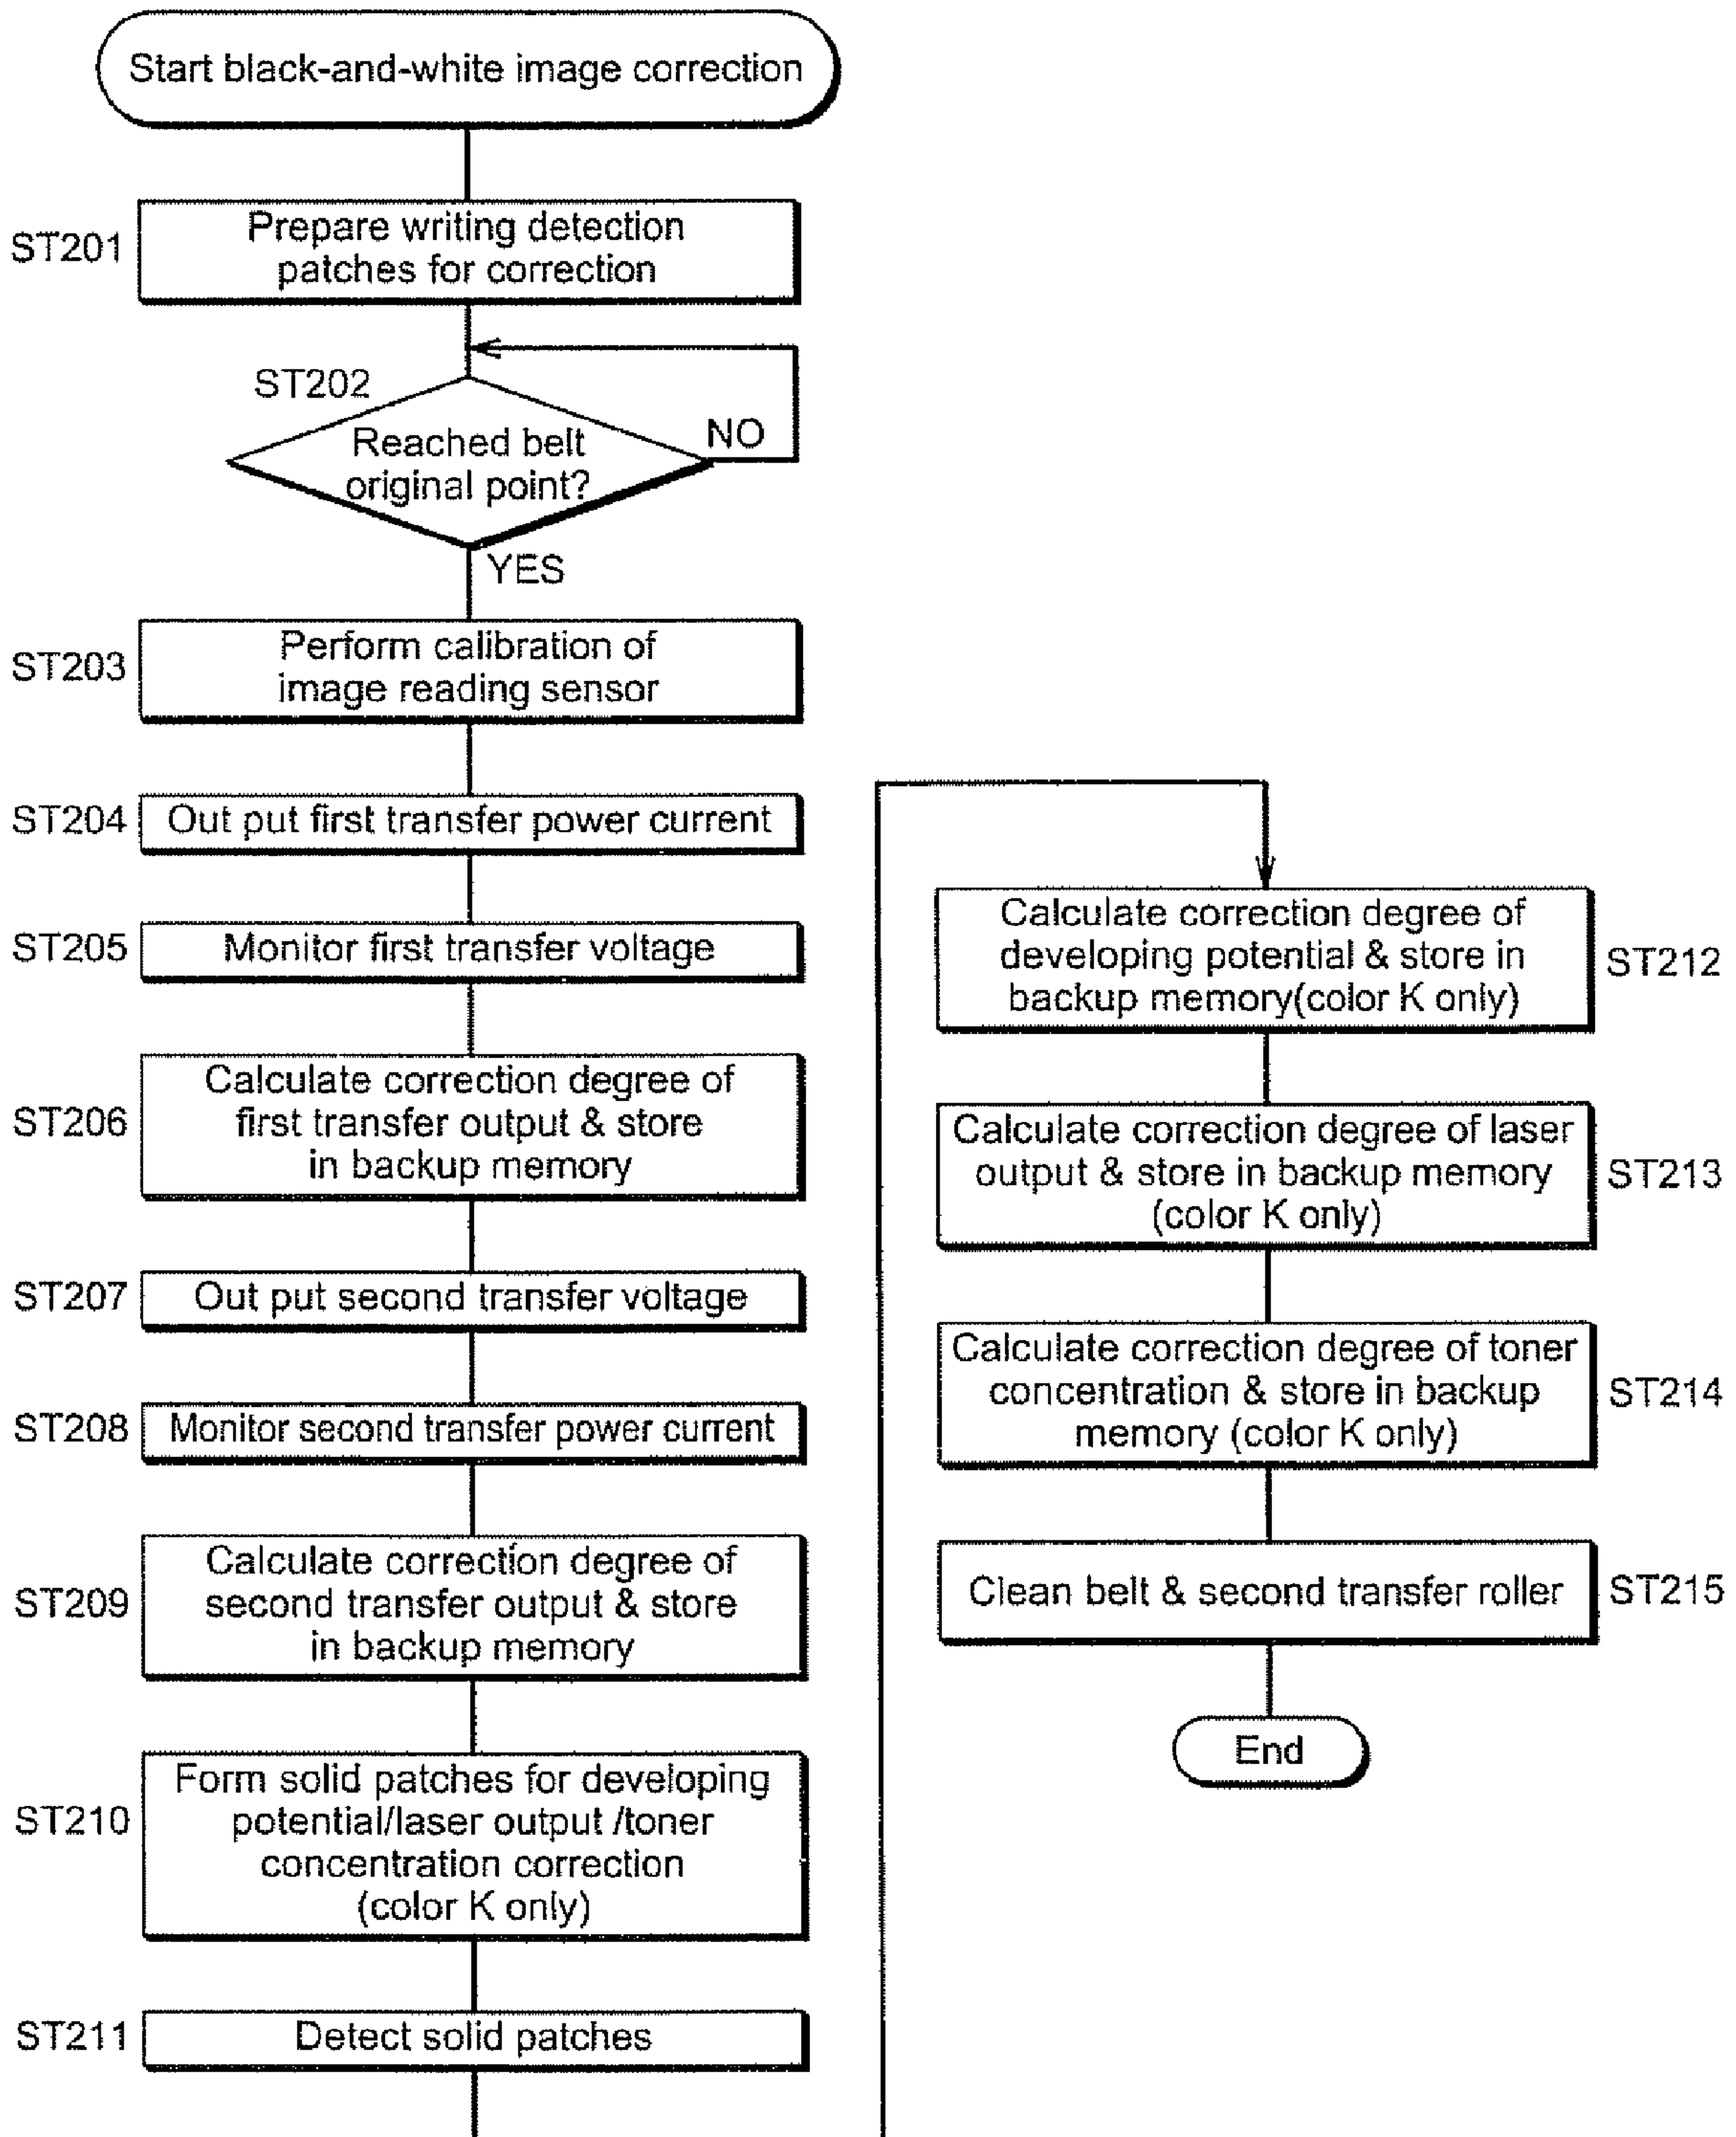 Start black-and-white image correction
ST201
Prepare writing detection
patches for correction
ST202
Reached belt
original point?
NO
YES
ST203
Perform calibration of
image reading sensor
ST204
Out put first transfer power current
ST205
Monitor first transfer voltage
ST206
Calculate correction degree of
first transfer output & store
in backup memory
ST207
Out put second transfer voltage
ST208
Monitor second transfer power current
ST209
Calculate correction degree of
second transfer output & store
in backup memory
ST210
Form solid patches for developing
potential/laser output /toner
concentration correction
(color K only)
ST211
Detect solid patches
Calculate correction degree of
developing potential & store in
backup memory(color K only)
ST212
Calculate correction degree of laser
output & store in backup memory
(color K only)
ST213
Calculate correction degree of toner
concentration & store in backup
memory (color K only)
ST214
Clean belt & second transfer roller
ST215
End